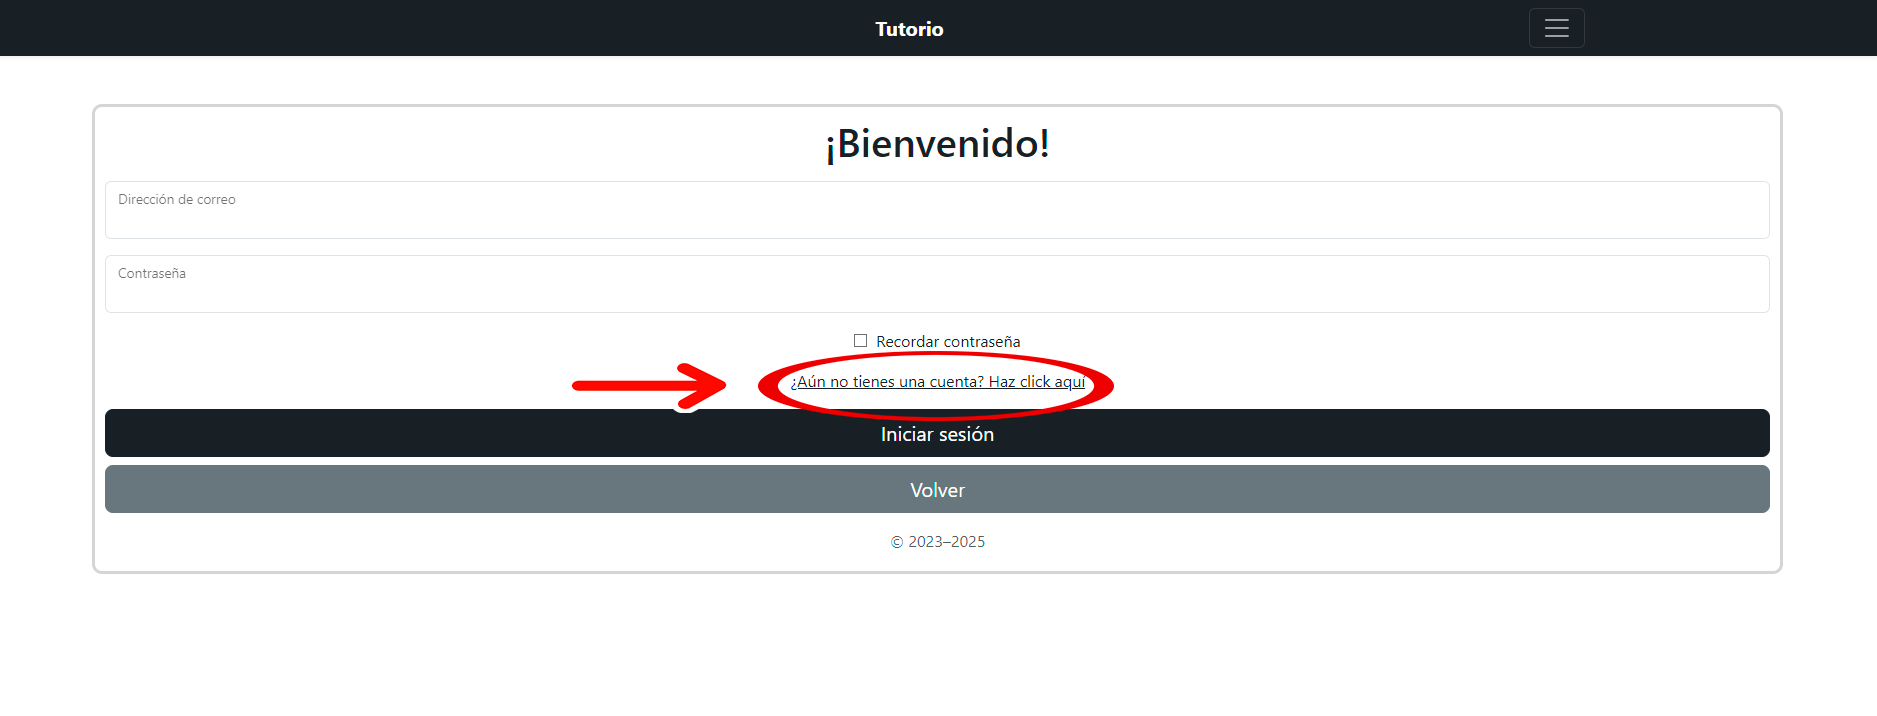 Tutorio
¡Bienvenido!
Dirección de correo
Contraseña
Recordar contraseña
¿Aún no tienes una cuenta? Haz click aquí
Iniciar sesión
Volver
© 2023–2025